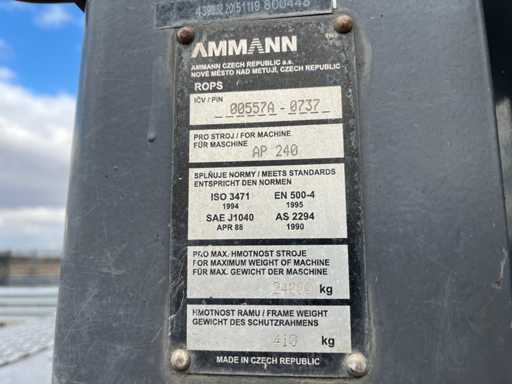 AMMANN
AMMANN CZECH REPUBLIC a.s.
NOVÉ MĚSTO NAD METUJÍ, CZECH REPUBLIC
ROPS
IČV / PIN
00557A - 0737
PRO STROJ / FOR MACHINE
FÜR MASCHINE
AP 240
SPLŇUJE NORMY / MEETS STANDARDS
ENTSPRICHT DEN NORMEN
ISO 3471 EN 500-4
1994 1995
SAE J1040 AS 2294
APR 88 1990
PRO MAX. HMOTNOST STROJE
FOR MAXIMUM WEIGHT OF MACHINE
FÜR MAX. GEWICHT DER MASCHINE
kg
HMOTNOST RAMU / FRAME WEIGHT
GEWICHT DES SCHUTZRAHMENS
410 kg
MADE IN CZECH REPUBLIC